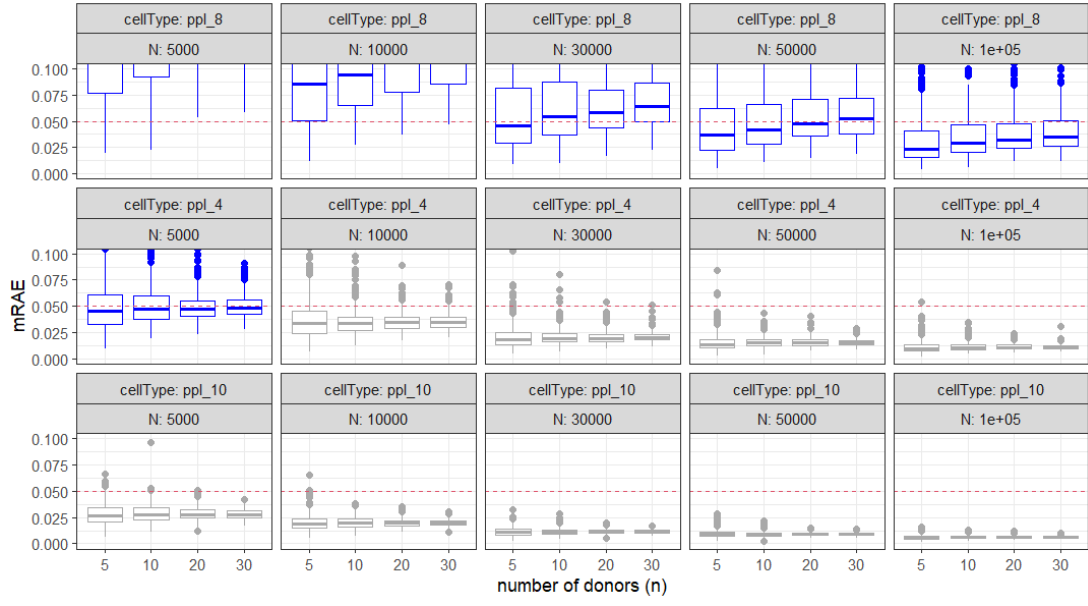 cellType: ppl_8 cellType: ppl_8 cellType: ppl_8 cellType: ppl_8 cellType: ppl_8
N: 5000 N: 10000 N: 30000 N: 50000 N: 1e+05
0.100
0.075
0.050
0.025
0.000
cellType: ppl_4 cellType: ppl_4 cellType: ppl_4 cellType: ppl_4 cellType: ppl_4
N: 5000 N: 10000 N: 30000 N: 50000 N: 1e+05
0.100
0.075
0.050
0.025
0.000
mRAE
cellType: ppl_10 cellType: ppl_10 cellType: ppl_10 cellType: ppl_10 cellType: ppl_10
N: 5000 N: 10000 N: 30000 N: 50000 N: 1e+05
0.100
0.075
0.050
0.025
0.000
5 10 20 30 5 10 20 30 5 10 20 30 5 10 20 30 5 10 20 30
number of donors (n)